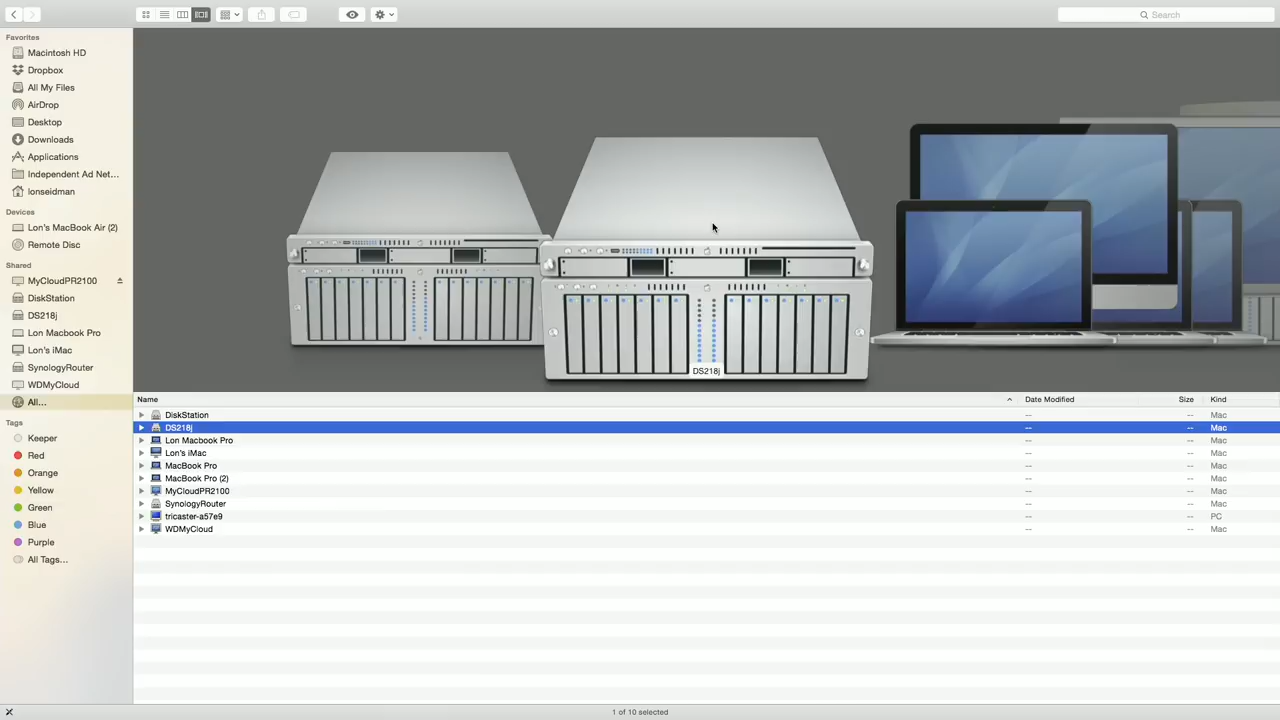 Search
Favorites
Macintosh HD
Dropbox
All My Files
AirDrop
Desktop
Downloads
Applications
Independent Ad Net...
lonseidman
Devices
Lon's MacBook Air (2)
Remote Disc
Shared
MyCloudPR2100
DiskStation
DS218j
Lon Macbook Pro
Lon's iMac
SynologyRouter
WDMyCloud
All...
Tags
Keeper
Red
Orange
Yellow
Green
Blue
Purple
All Tags...
DS218j
Name Date Modified Size Kind
DiskStation -- -- Mac
DS218j -- -- Mac
Lon Macbook Pro -- -- Mac
Lon's iMac -- -- Mac
MacBook Pro -- -- Mac
MacBook Pro (2) -- -- Mac
MyCloudPR2100 -- -- Mac
SynologyRouter -- -- Mac
tricaster-a57e9 -- -- PC
WDMyCloud -- -- Mac
1 of 10 selected